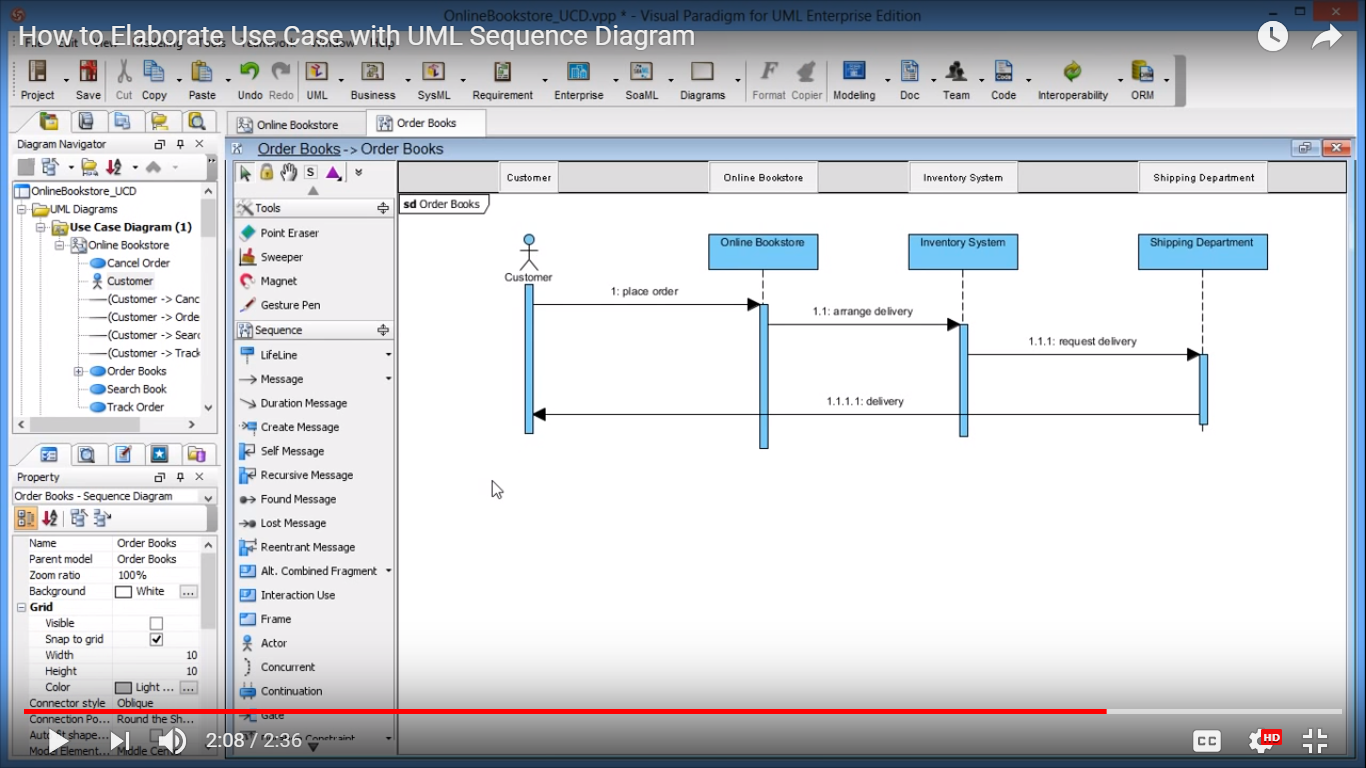 OnlineBookstore_UCD.vpp * - Visual Paradigm for UML Enterprise Edition
How to Elaborate Use Case with UML Sequence Diagram
Project Save Cut Copy Paste Undo Redo UML Business SysML Requirement Enterprise SoaML Diagrams Format Copier Modeling Doc Team Code Interoperability ORM
Online Bookstore
Order Books
Diagram Navigator
Order Books -> Order Books
OnlineBookstore_UCD
UML Diagrams
Use Case Diagram (1)
Online Bookstore
Cancel Order
Customer
(Customer -> Canc
(Customer -> Orde
(Customer -> Sear
(Customer -> Track
Order Books
Search Book
Track Order
Property
Order Books - Sequence Diagram
Name Order Books
Parent model Order Books
Zoom ratio 100%
Background White ...
Grid
Visible
Snap to grid
Width 10
Height 10
Color Light ... ...
Connector style Oblique
Connection Po... Round the Sh...
S
Tools
Point Eraser
Sweeper
Magnet
Gesture Pen
Sequence
LifeLine
Message
Duration Message
Create Message
Self Message
Recursive Message
Found Message
Lost Message
Reentrant Message
Alt. Combined Fragment
Interaction Use
Frame
Actor
Concurrent
Continuation
Gate
Customer
Online Bookstore
Inventory System
Shipping Department
sd Order Books
Customer
Online Bookstore
Inventory System
Shipping Department
1: place order
1.1: arrange delivery
1.1.1: request delivery
1.1.1.1: delivery
2:08 / 2:36
CC
HD